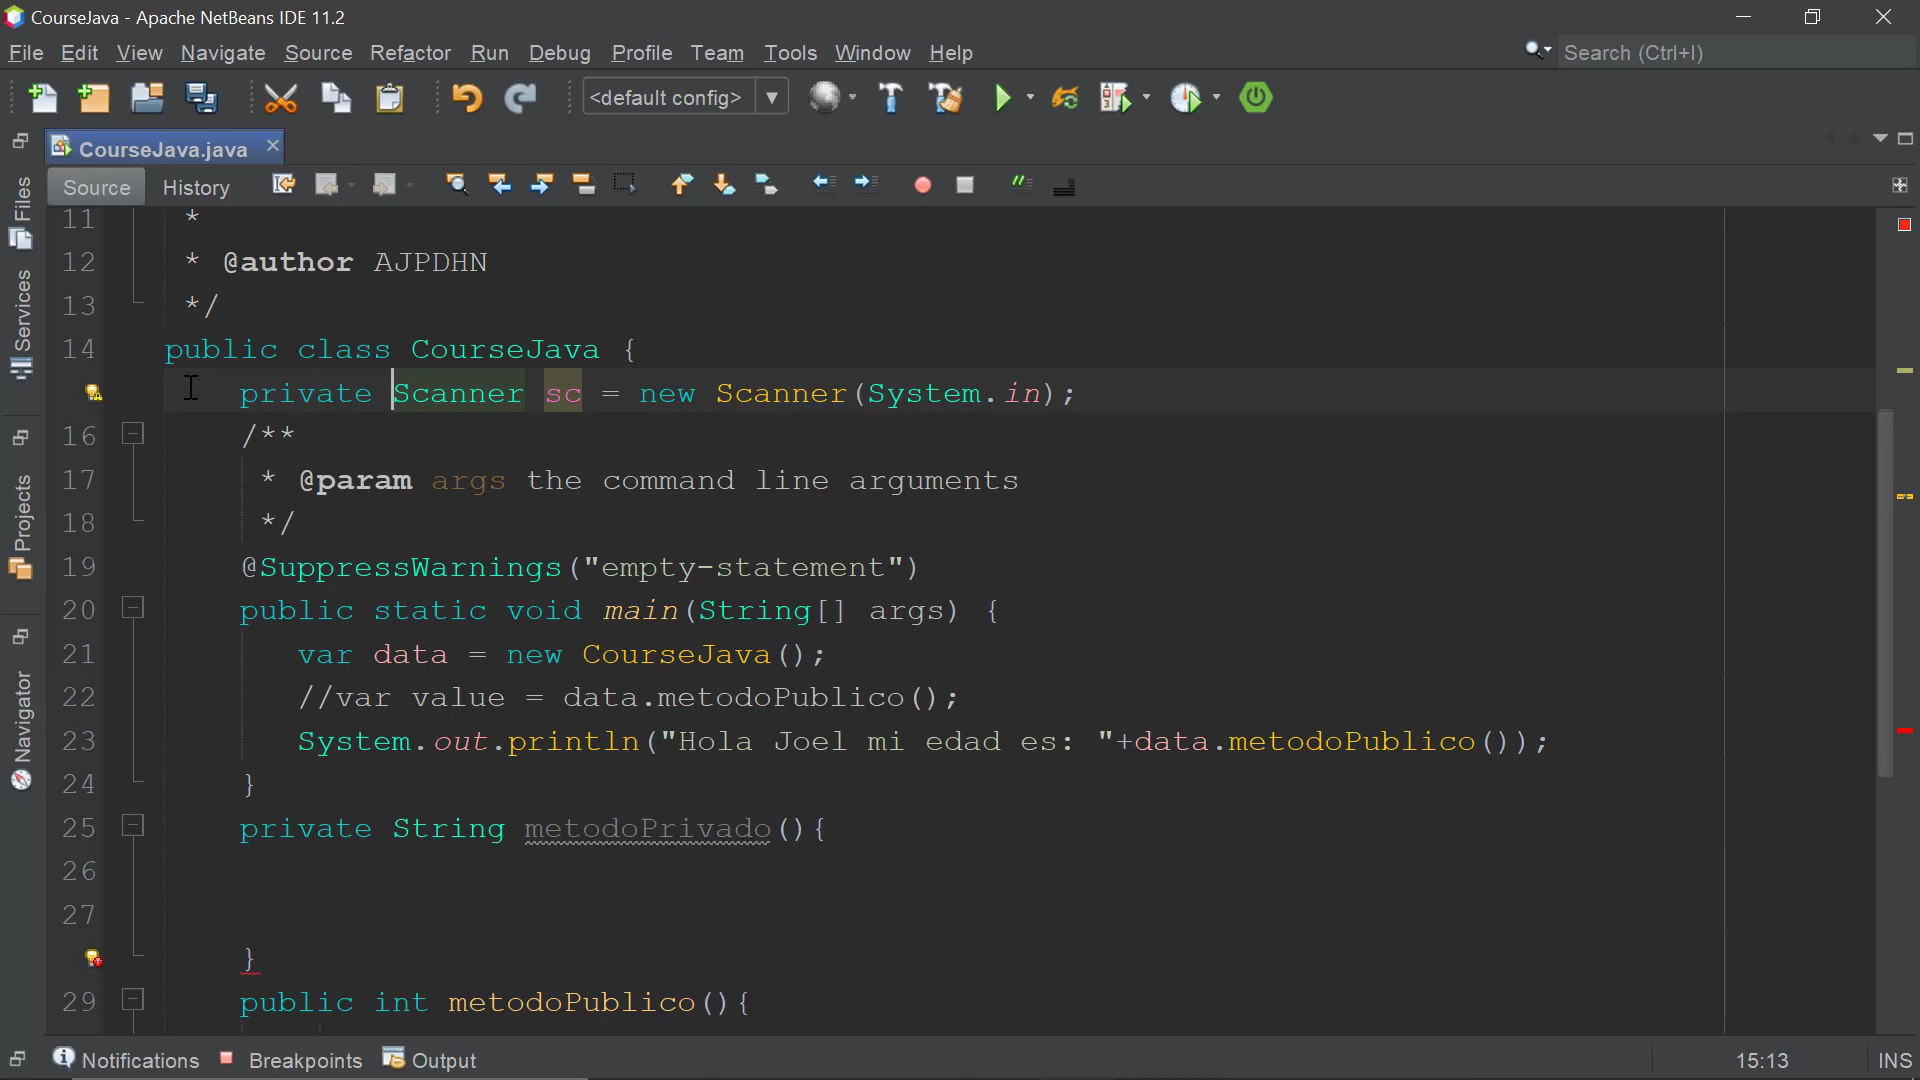 CourseJava - Apache NetBeans IDE 11.2
File Edit View Navigate Source Refactor Run Debug Profile Team Tools Window Help
Search (Ctrl+I)
<default config>
CourseJava.java
Source History
Files
Services
Projects
Navigator
11 *
12 * @author AJPDHN
13 */
14 public class CourseJava {
private Scanner sc = new Scanner(System.in);
16 /**
17 * @param args the command line arguments
18 */
19 @SuppressWarnings("empty-statement")
20 public static void main(String[] args) {
21 var data = new CourseJava();
22 //var value = data.metodoPublico();
23 System.out.println("Hola Joel mi edad es: "+data.metodoPublico());
24 }
25 private String metodoPrivado(){
26
27
}
29 public int metodoPublico(){
Notifications Breakpoints Output
15:13 INS